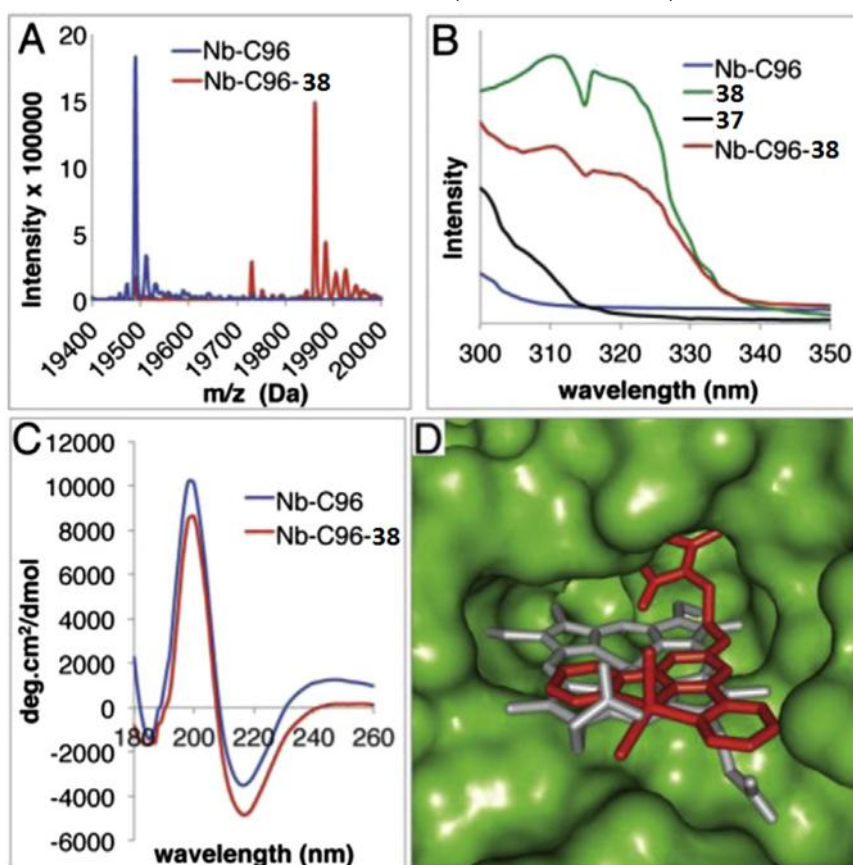 A
Intensity x 100000
20
15
10
5
0
Nb-C96
Nb-C96-38
19400 19500 19600 19700 19800 19900 20000
m/z (Da)
B
Intensity
Nb-C96
38
37
Nb-C96-38
300 310 320 330 340 350
wavelength (nm)
C
deg.cm²/dmol
12000
10000
8000
6000
4000
2000
0
-2000
-4000
-6000
Nb-C96
Nb-C96-38
180 200 220 240 260
wavelength (nm)
D